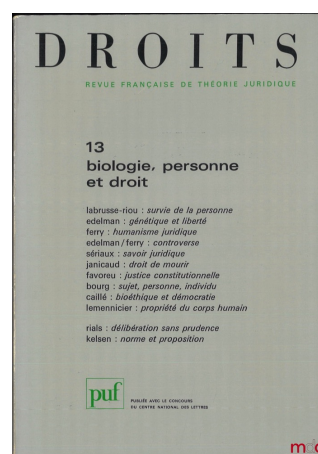 DROITS
REVUE FRANÇAISE DE THÉORIE JURIDIQUE
13
biologie, personne
et droit
labrusse-riou : survie de la personne
edelman : génétique et liberté
ferry : humanisme juridique
edelman / ferry : controverse
sériaux : savoir juridique
janicaud : droit de mourir
favoreu : justice constitutionnelle
bourg : sujet, personne, individu
caillé : bioéthique et démocratie
lemennicier : propriété du corps humain
rials : délibération sans prudence
kelsen : norme et proposition
puf
PUBLIÉE AVEC LE CONCOURS
DU CENTRE NATIONAL DES LETTRES